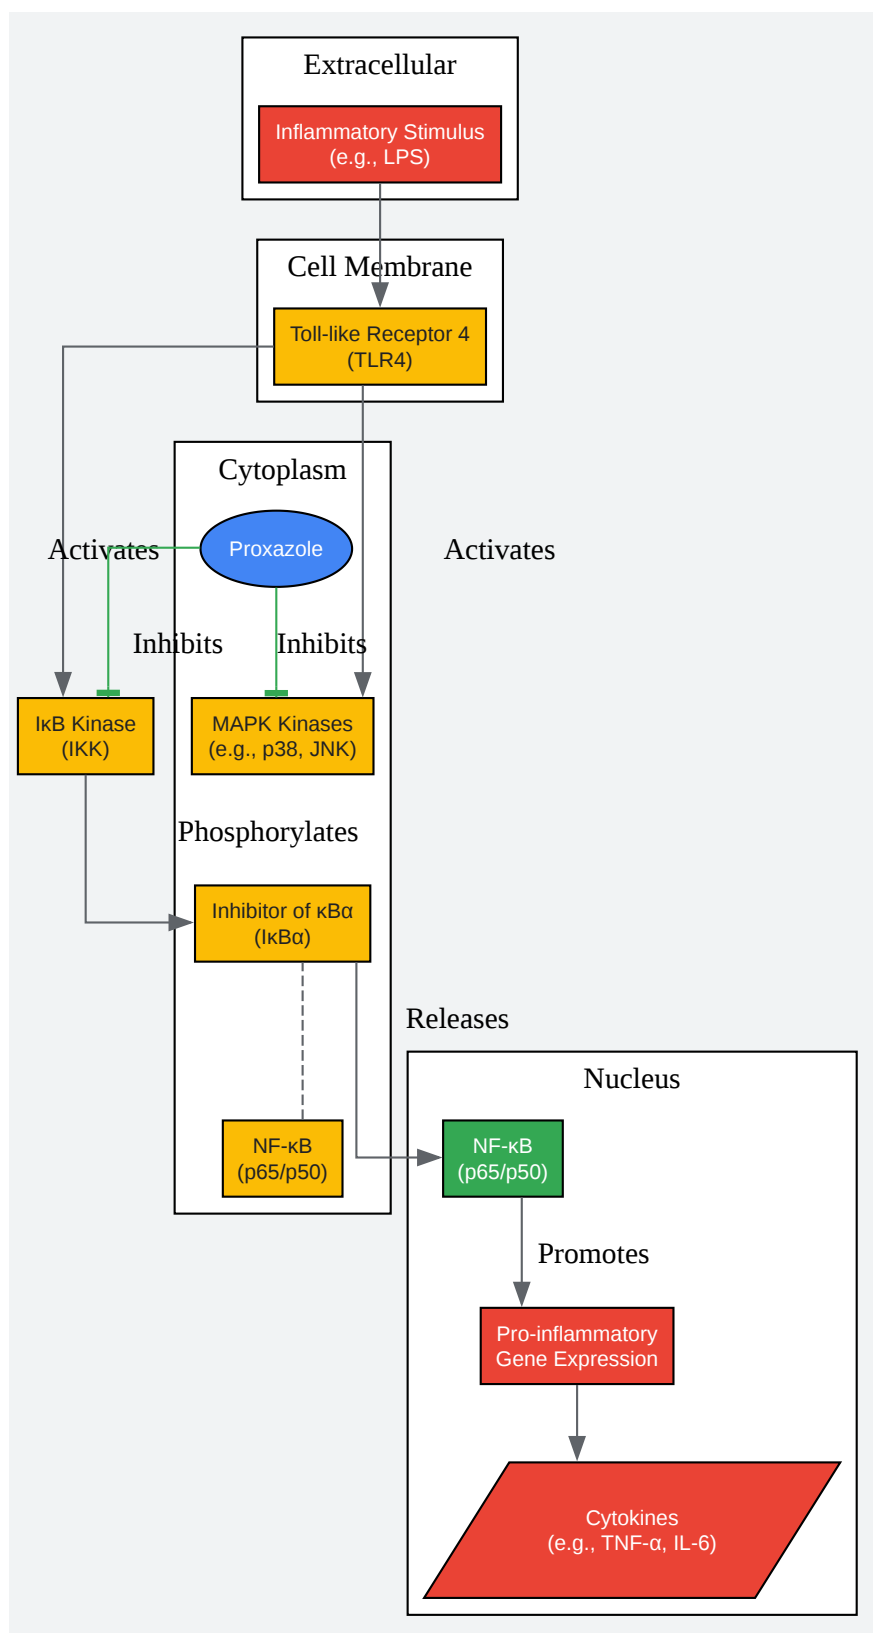 Extracellular
Inflammatory Stimulus
(e.g., LPS)
Cell Membrane
Toll-like Receptor 4
(TLR4)
Cytoplasm
Activates
Proxazole
Activates
Inhibits
Inhibits
IκB Kinase
(IKK)
MAPK Kinases
(e.g., p38, JNK)
Phosphorylates
Inhibitor of κBα
(IκBα)
Releases
Nucleus
NF-κB
(p65/p50)
NF-κB
(p65/p50)
Promotes
Pro-inflammatory
Gene Expression
Cytokines
(e.g., TNF-α, IL-6)